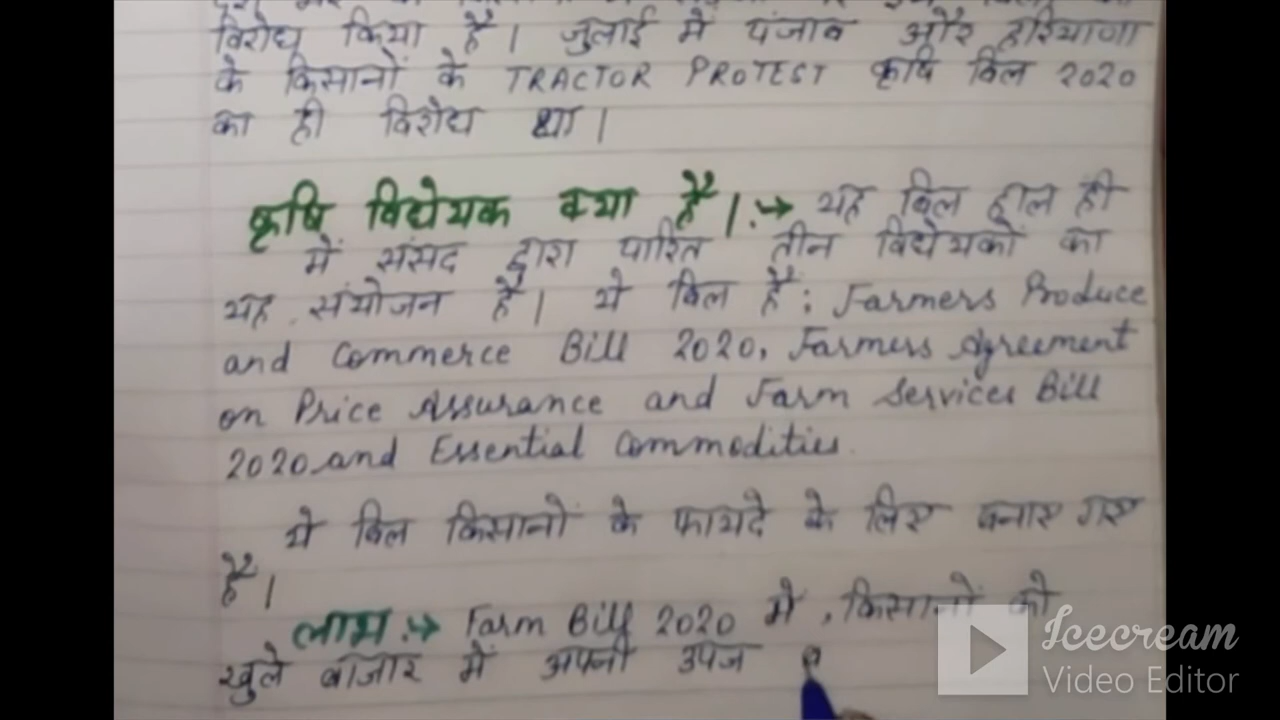 विरोध किया है। जुलाई में पंजाब और हरियाणा
के किसानों के TRACTOR PROTEST कृषि बिल 2020
का ही विरोध था।
कृषि विधेयक क्या है।.→ यह बिल हाल ही
में संसद द्वारा पारित तीन विधेयकों का
यह संयोजन है। ये बिल है: Farmers Produce
and Commerce Bill 2020, Farmers Agreement
on Price Assurance and Farm Services Bill
2020 and Essential Commodities.
ये बिल किसानों के फायदे के लिए बनाए गए
है।
लाभ.→ Farm Bill 2020 में, किसानों को
खुले बाजार में अपनी उपज
Icecream
Video Editor